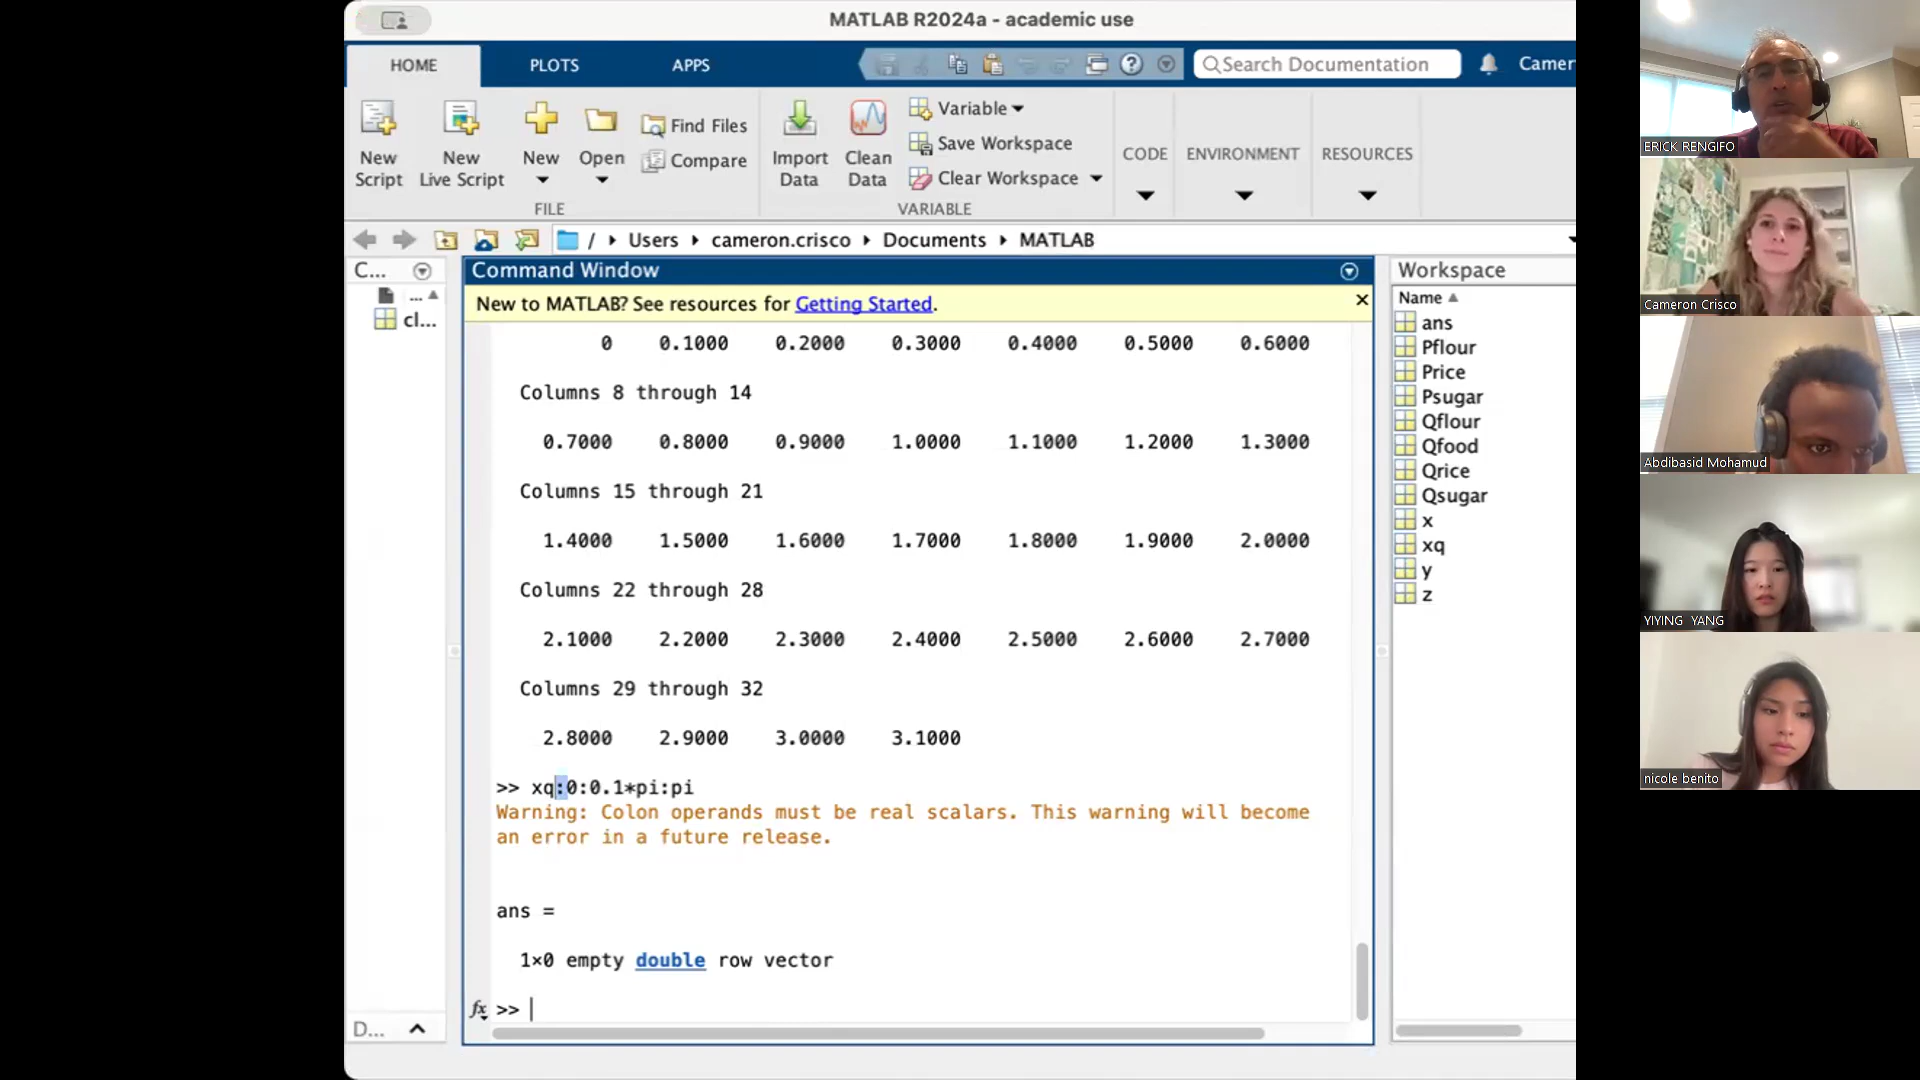 MATLAB R2024a - academic use
HOME PLOTS APPS
Search Documentation
Camer
New Script
New Live Script
New
Open
Find Files
Compare
FILE
Import Data
Clean Data
Variable
Save Workspace
Clear Workspace
VARIABLE
CODE
ENVIRONMENT
RESOURCES
/ Users cameron.crisco Documents MATLAB
C...
...
cl...
D...
Command Window
New to MATLAB? See resources for Getting Started.
0 0.1000 0.2000 0.3000 0.4000 0.5000 0.6000
Columns 8 through 14
0.7000 0.8000 0.9000 1.0000 1.1000 1.2000 1.3000
Columns 15 through 21
1.4000 1.5000 1.6000 1.7000 1.8000 1.9000 2.0000
Columns 22 through 28
2.1000 2.2000 2.3000 2.4000 2.5000 2.6000 2.7000
Columns 29 through 32
2.8000 2.9000 3.0000 3.1000
>> xq:0:0.1*pi:pi
Warning: Colon operands must be real scalars. This warning will become
an error in a future release.
ans =
1×0 empty double row vector
fx >>
Workspace
Name
ans
Pflour
Price
Psugar
Qflour
Qfood
Qrice
Qsugar
x
xq
y
z
ERICK RENGIFO
Cameron Crisco
Abdibasid Mohamud
YIYING YANG
nicole benito